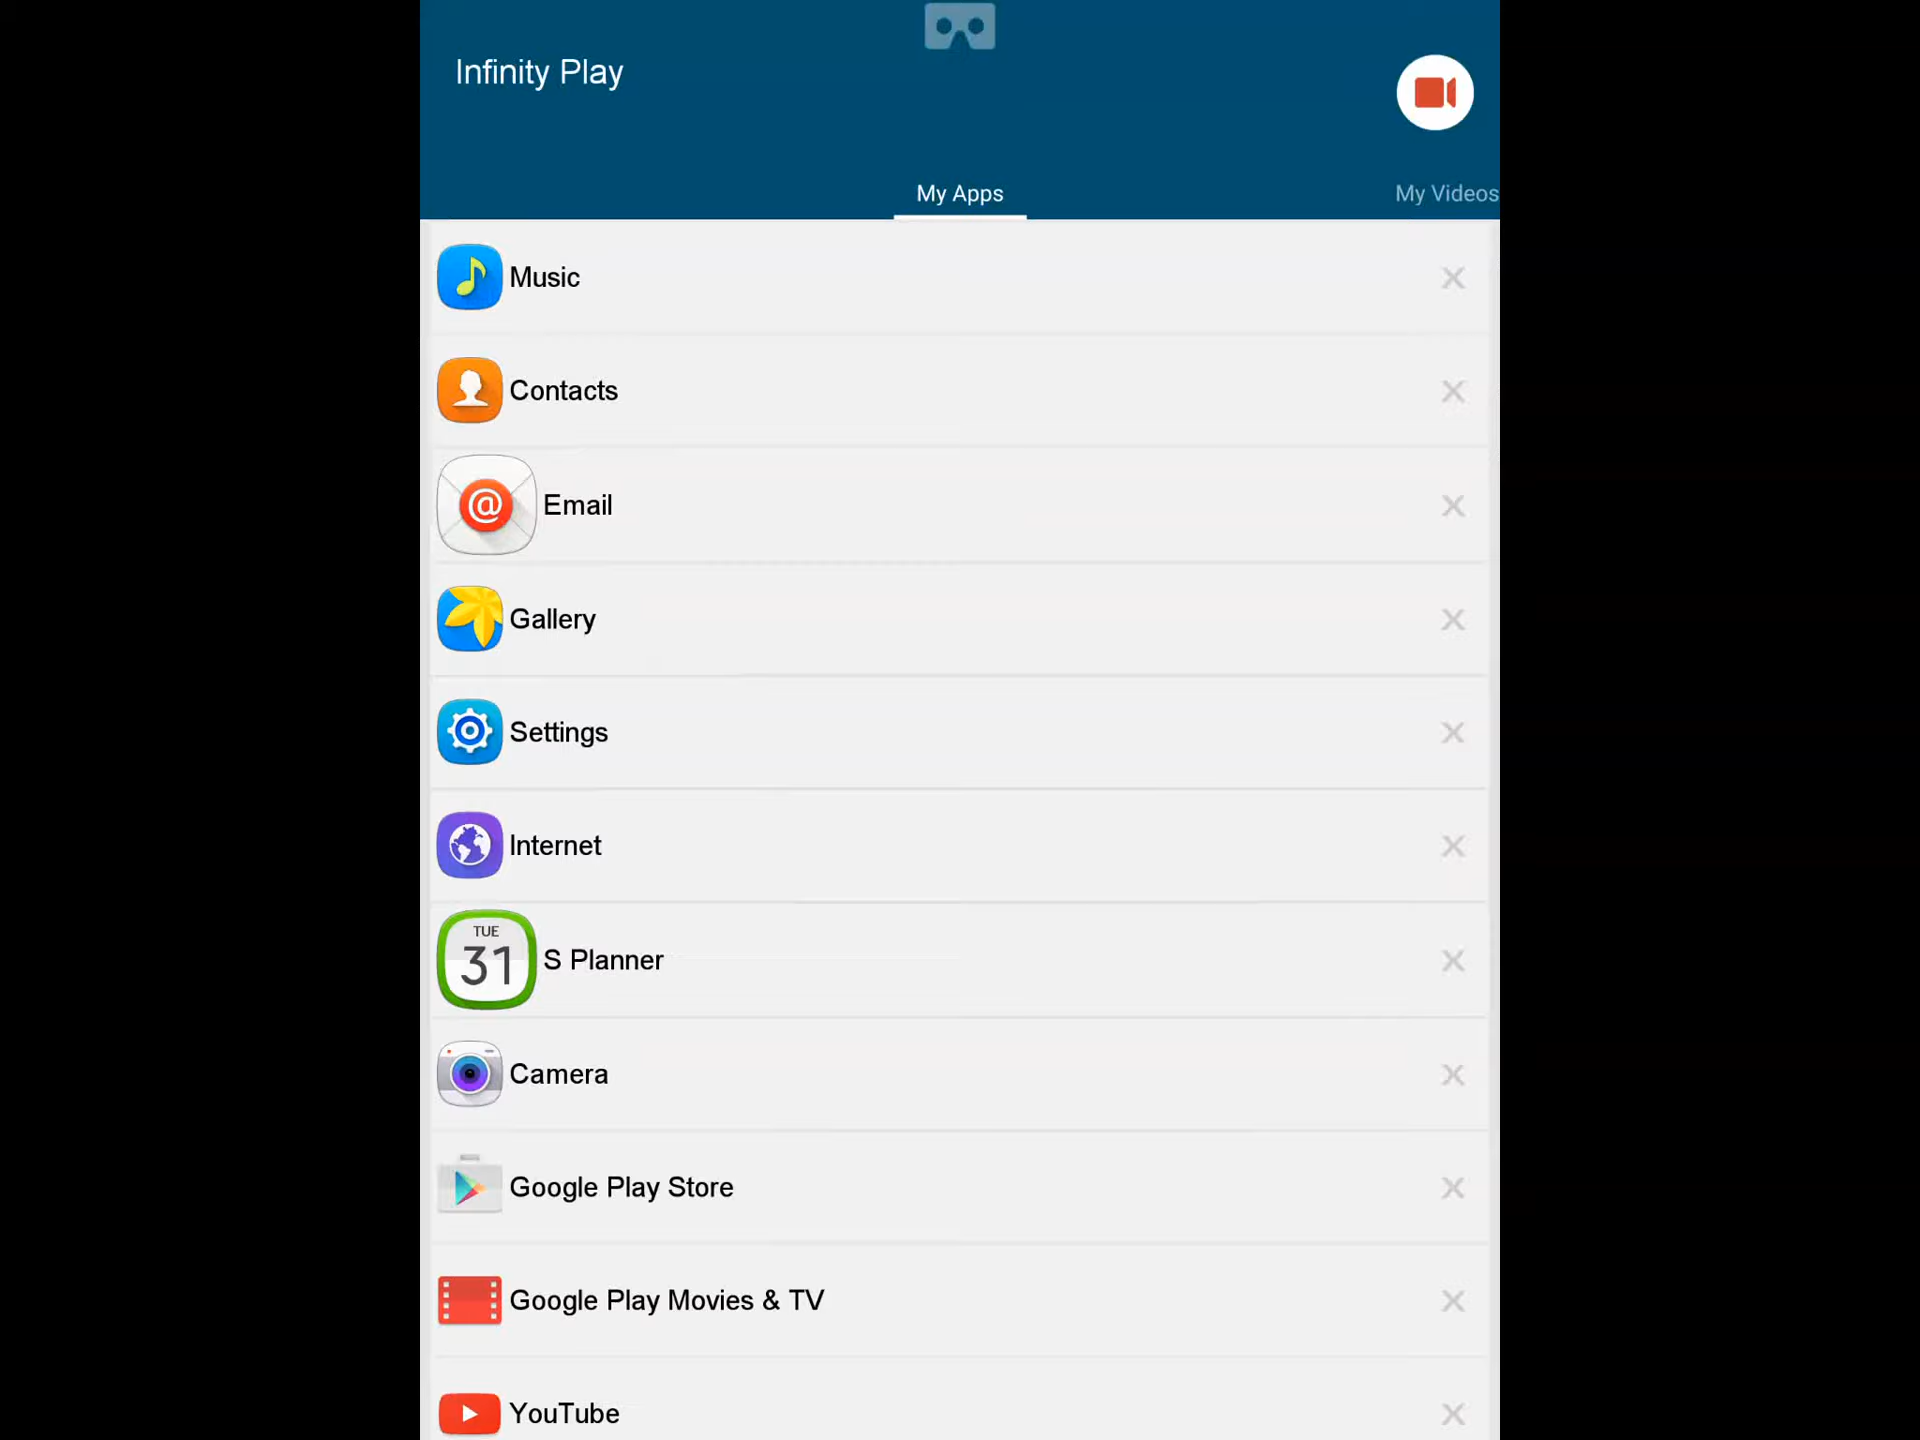 Infinity Play
My Apps
My Videos
Music
Contacts
@
Email
Gallery
Settings
Internet
TUE
31
S Planner
Camera
Google Play Store
Google Play Movies & TV
YouTube